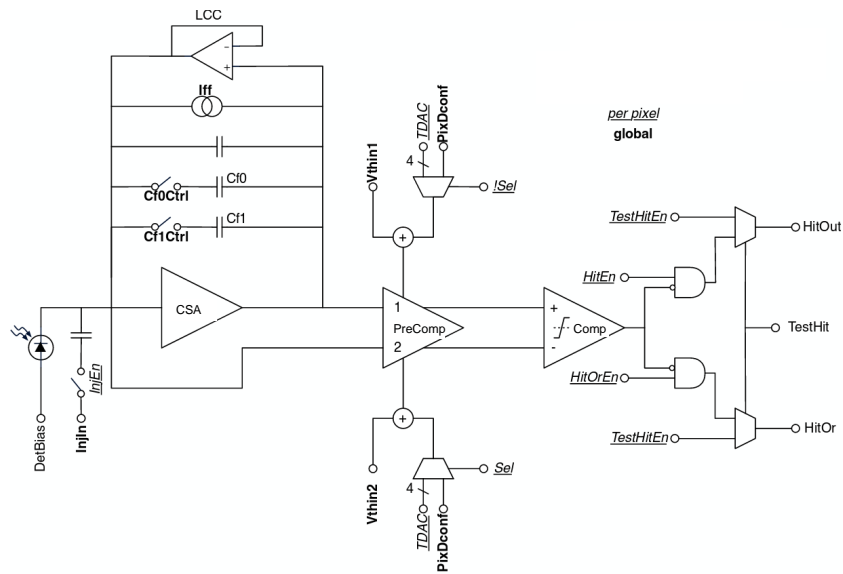 LCC
-
+
Iff
per pixel
global
TDAC
PixDconf
Vthin1
4
Cf0
Cf0Ctrl
!Sel
Cf1
Cf1Ctrl
TestHitEn
HitOut
+
HitEn
CSA
1
PreComp
2
+
Comp
-
TestHit
InjEn
HitOrEn
DetBias
InjIn
+
HitOr
TestHitEn
Sel
Vthin2
4
TDAC
PixDconf